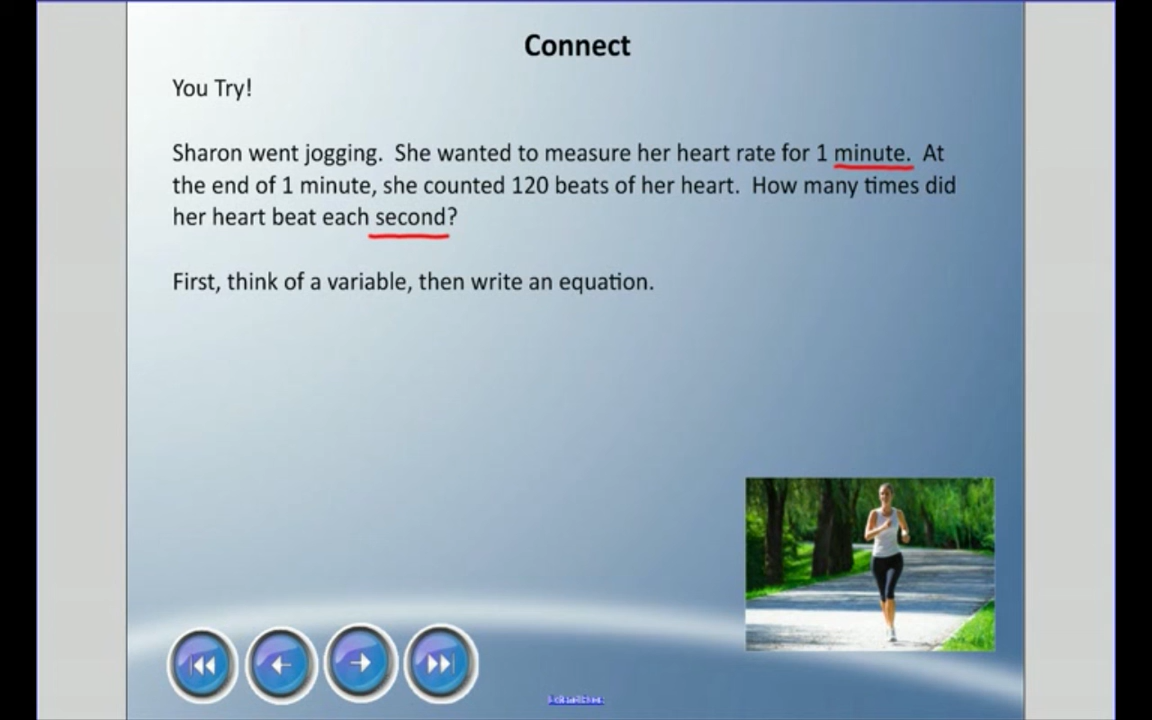 Connect
You Try!
Sharon went jogging.  She wanted to measure her heart rate for 1 minute.  At
the end of 1 minute, she counted 120 beats of her heart.  How many times did
her heart beat each second?
First, think of a variable, then write an equation.